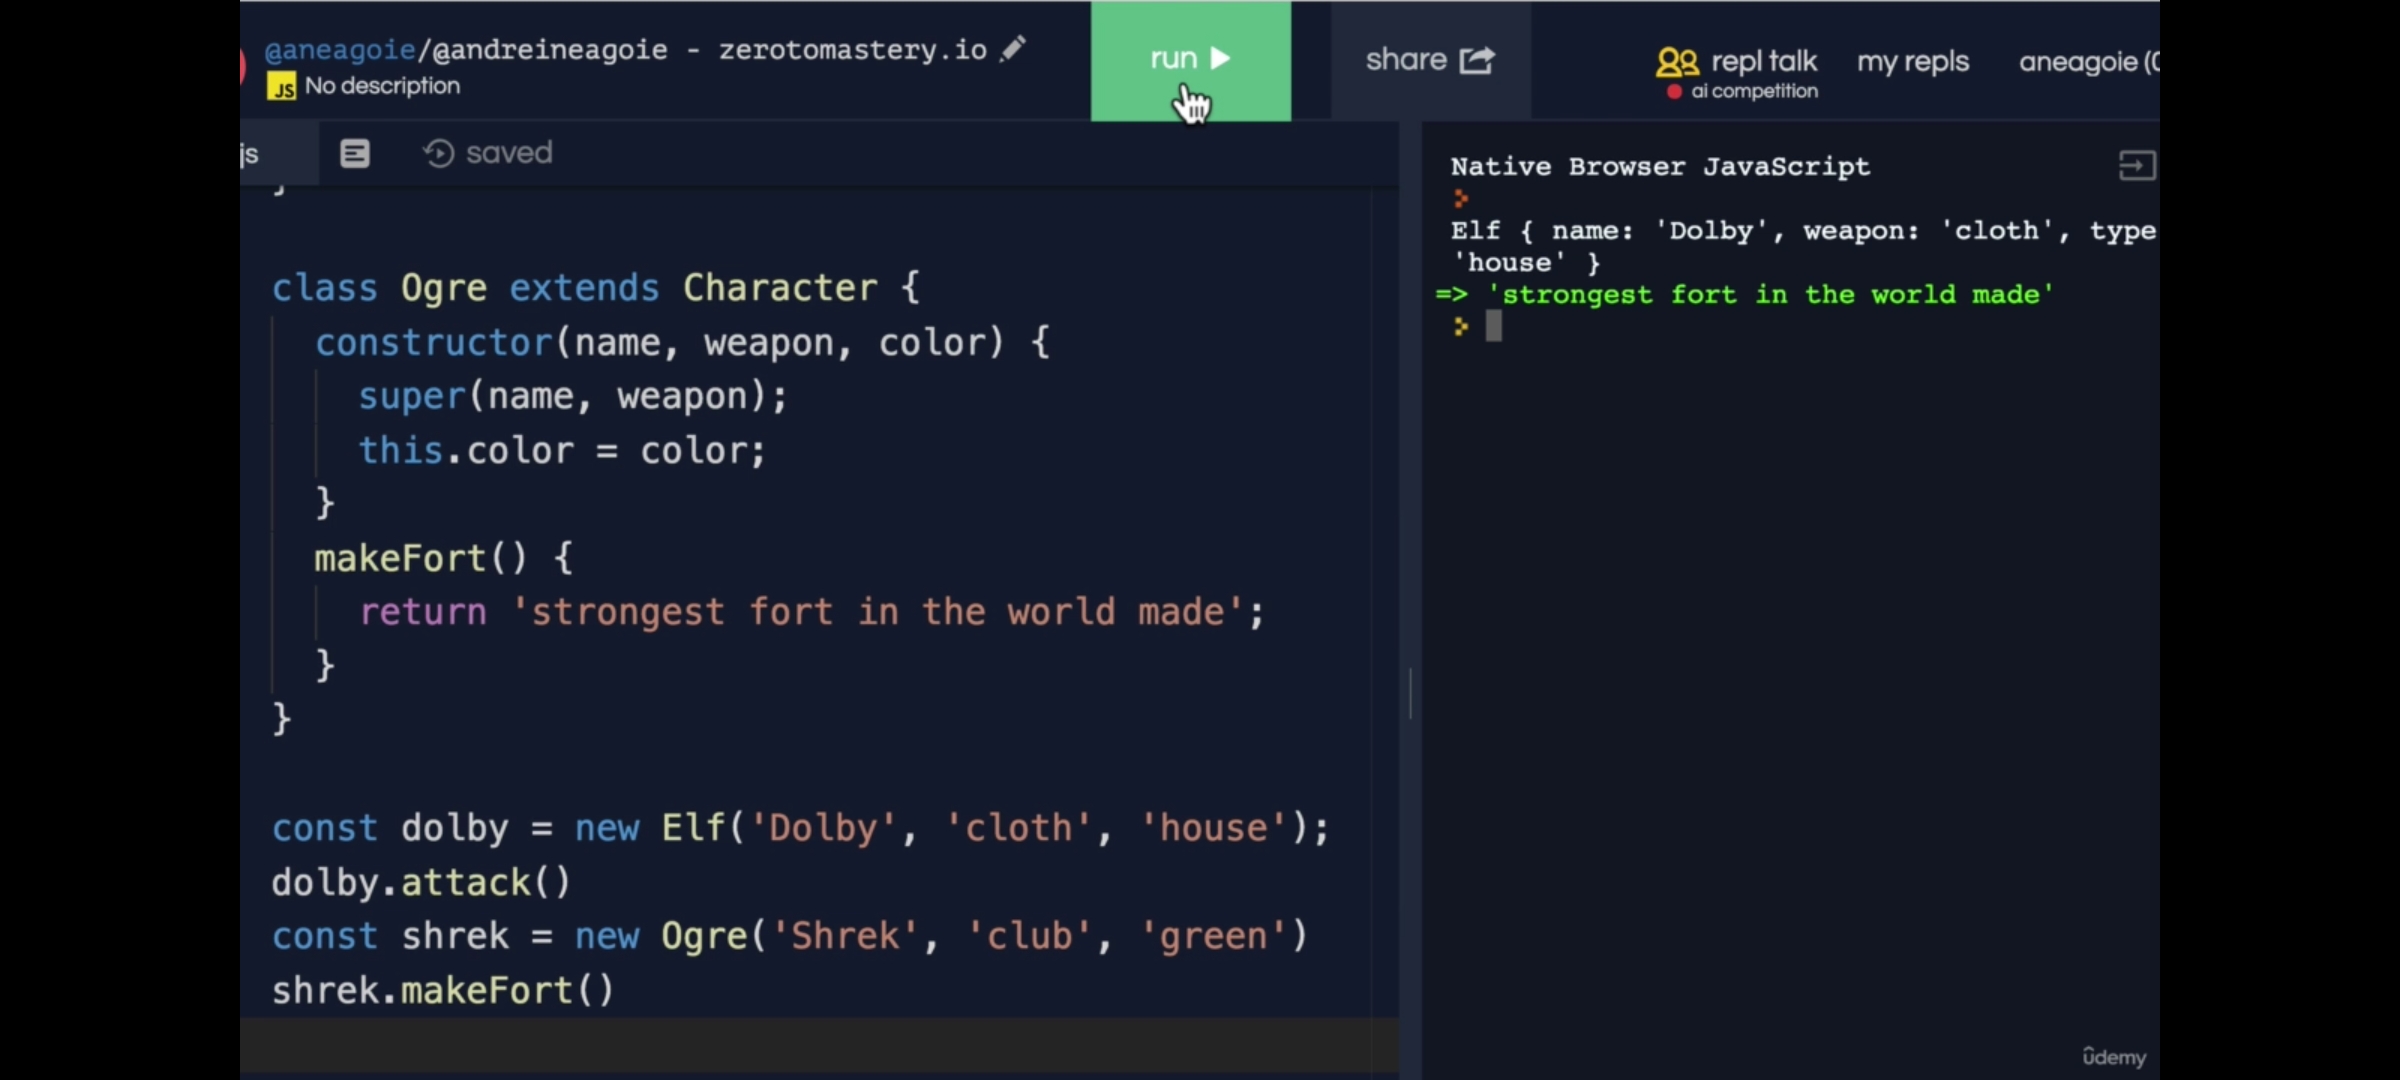 @aneagoie/@andreineagoie - zerotomastery.io
JS No description
run
share
repl talk
ai competition
my repls
aneagoie (
js
saved
}
class Ogre extends Character {
constructor(name, weapon, color) {
super(name, weapon);
this.color = color;
}
makeFort() {
return 'strongest fort in the world made';
}
}
const dolby = new Elf('Dolby', 'cloth', 'house');
dolby.attack()
const shrek = new Ogre('Shrek', 'club', 'green')
shrek.makeFort()
Native Browser JavaScript
Elf { name: 'Dolby', weapon: 'cloth', type
'house' }
=> 'strongest fort in the world made'
ûdemy